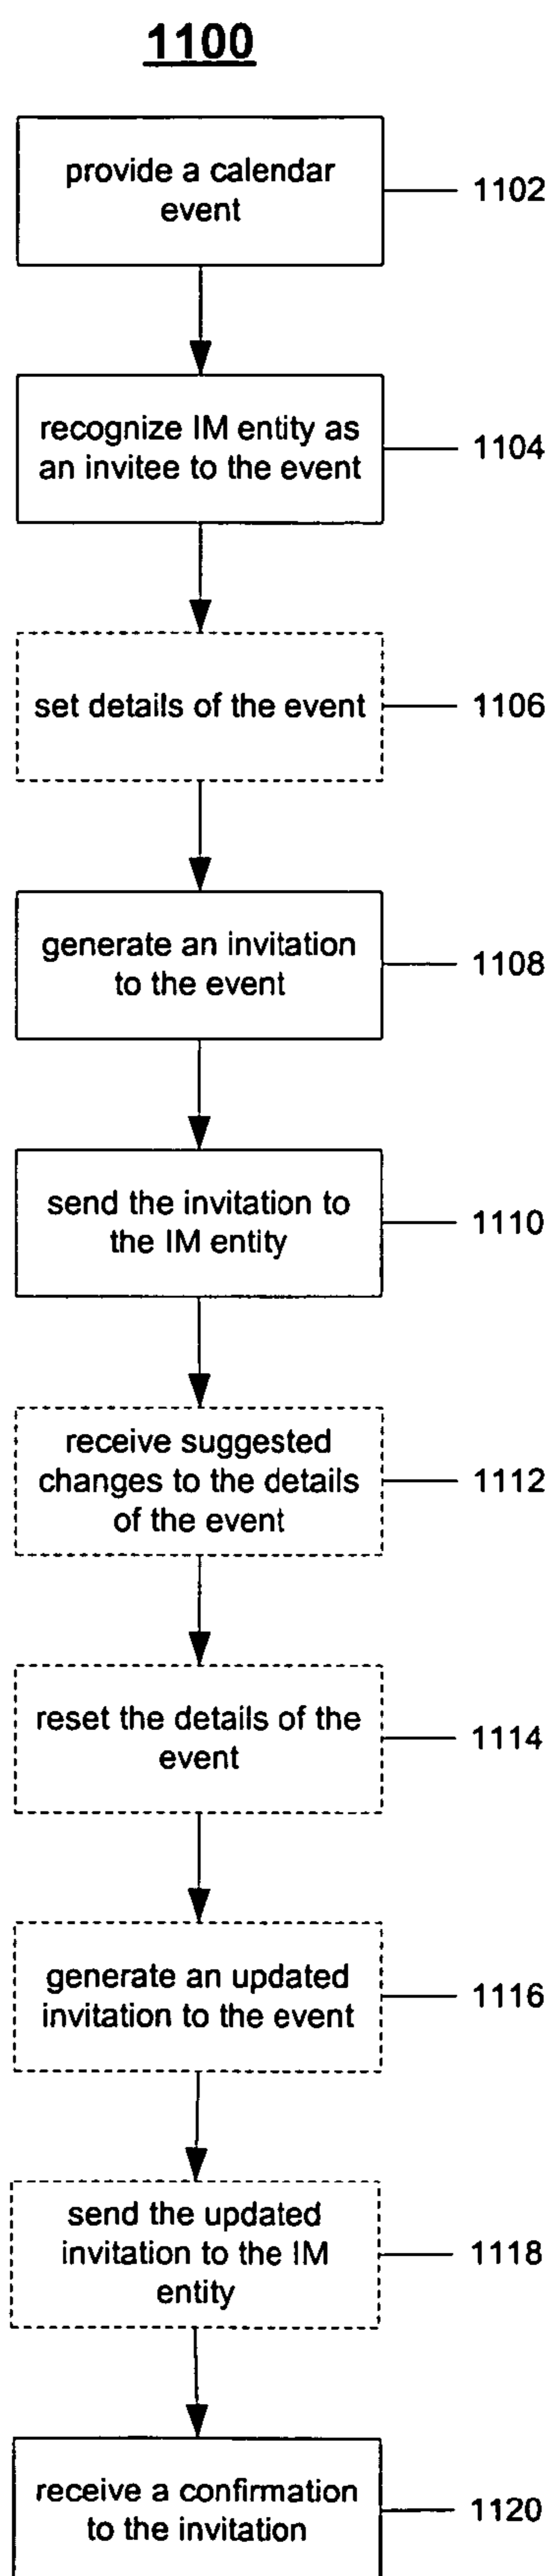 1100
provide a calendar
event
1102
recognize IM entity as
an invitee to the event
1104
set details of the event
1106
generate an invitation
to the event
1108
send the invitation to
the IM entity
1110
receive suggested
changes to the details
of the event
1112
reset the details of the
event
1114
generate an updated
invitation to the event
1116
send the updated
invitation to the IM
entity
1118
receive a confirmation
to the invitation
1120